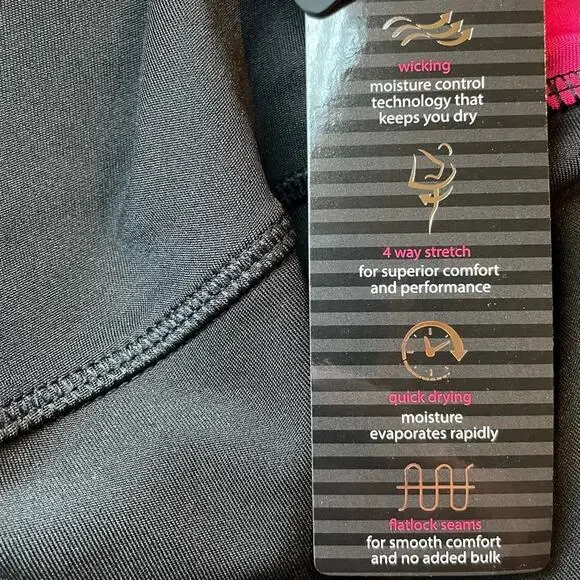 wicking
moisture control
technology that
keeps you dry
4 way stretch
for superior comfort
and performance
quick drying
moisture
evaporates rapidly
flatlock seams
for smooth comfort
and no added bulk